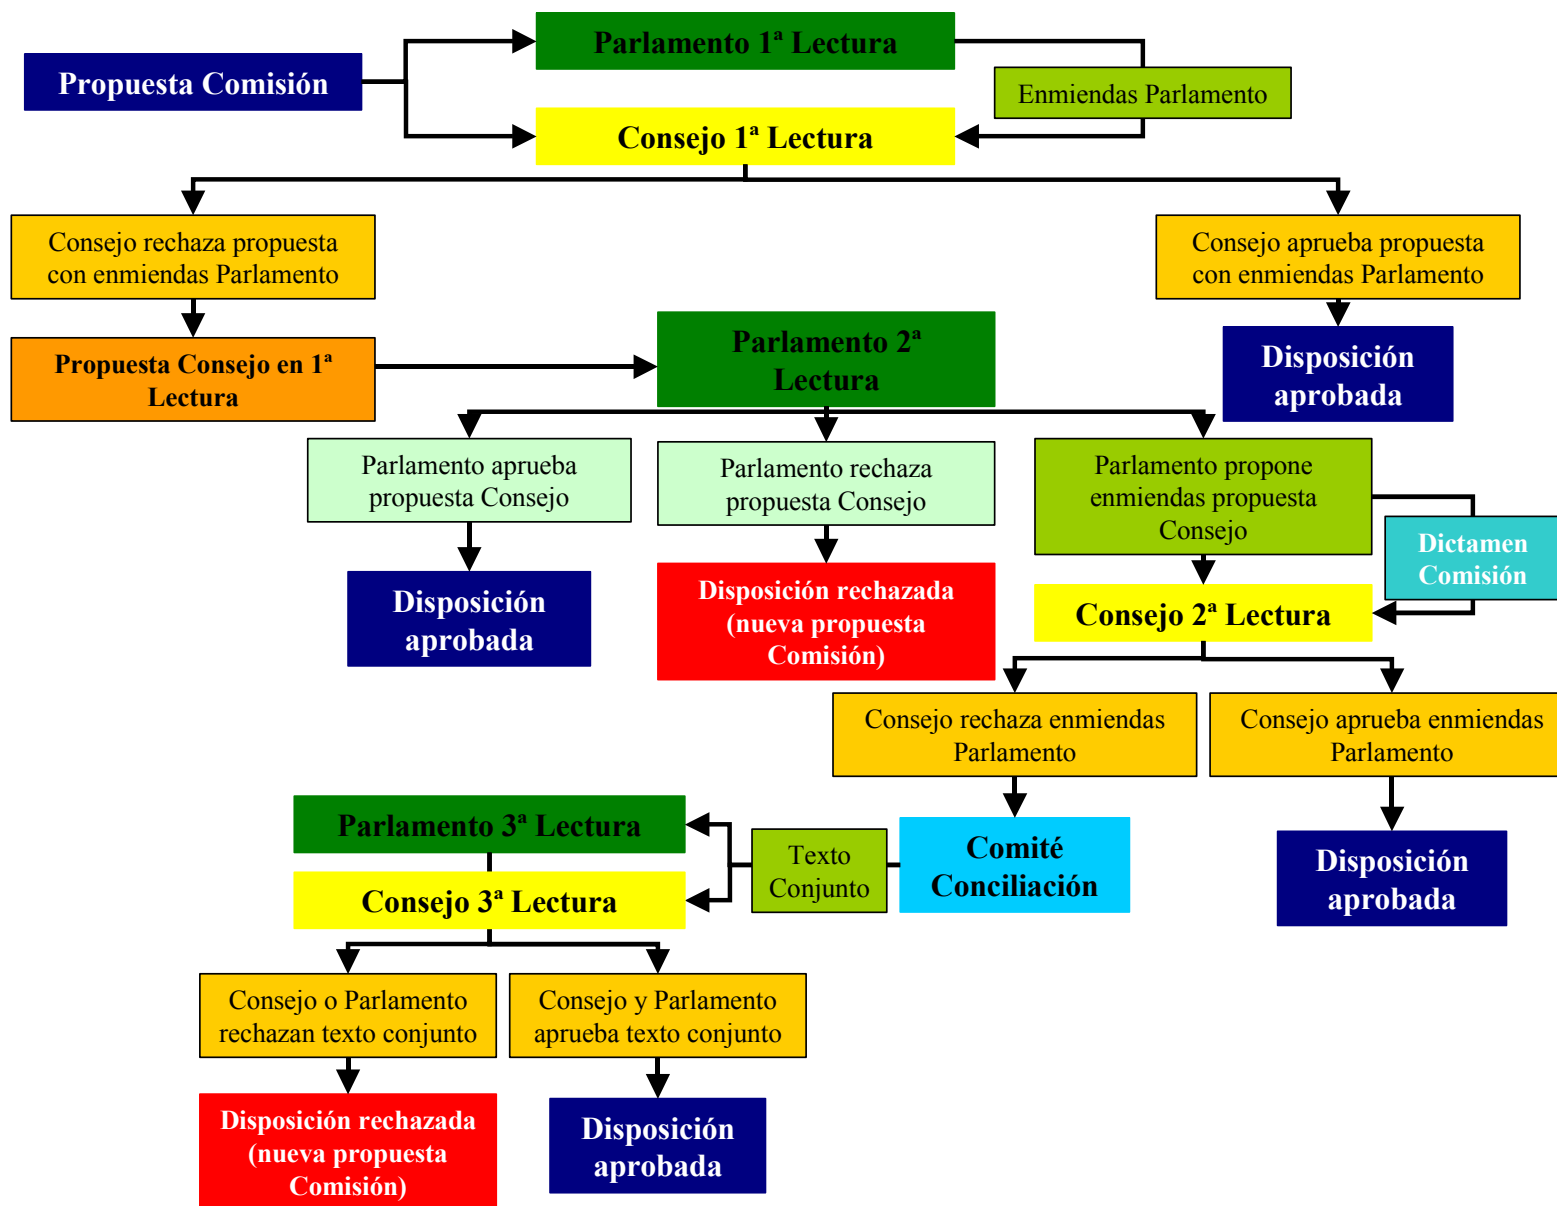 Parlamento 1ª Lectura
Propuesta Comisión
Enmiendas Parlamento
Consejo 1ª Lectura
Consejo rechaza propuesta
con enmiendas Parlamento
Consejo aprueba propuesta
con enmiendas Parlamento
Propuesta Consejo en 1ª
Lectura
Parlamento 2ª
Lectura
Disposición
aprobada
Parlamento aprueba
propuesta Consejo
Parlamento rechaza
propuesta Consejo
Parlamento propone
enmiendas propuesta
Consejo
Dictamen
Comisión
Disposición
aprobada
Disposición rechazada
(nueva propuesta
Comisión)
Consejo 2ª Lectura
Consejo rechaza enmiendas
Parlamento
Consejo aprueba enmiendas
Parlamento
Parlamento 3ª Lectura
Consejo 3ª Lectura
Texto
Conjunto
Comité
Conciliación
Disposición
aprobada
Consejo o Parlamento
rechazan texto conjunto
Consejo y Parlamento
aprueba texto conjunto
Disposición rechazada
(nueva propuesta
Comisión)
Disposición
aprobada